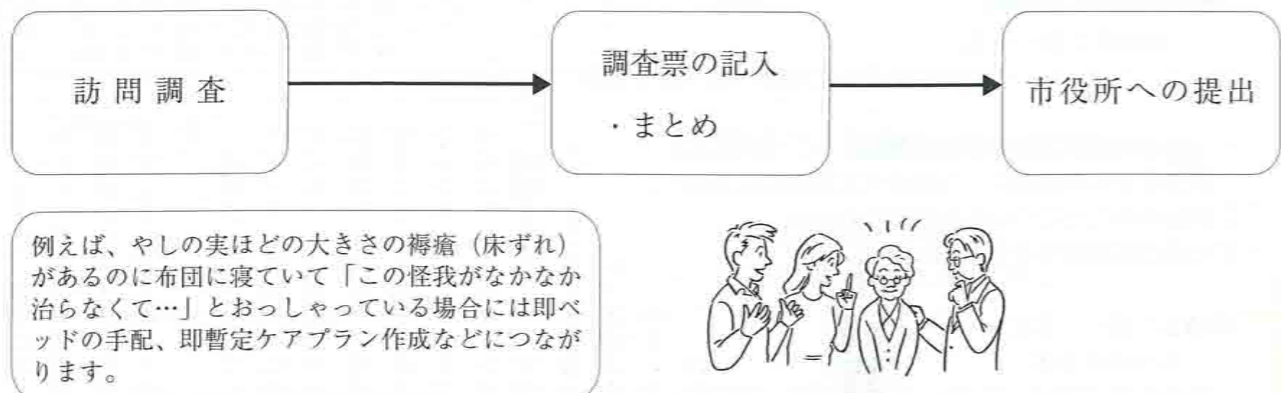 訪問調査
調査票の記入
・まとめ
市役所への提出
例えば、やしの実ほどの大きさの褥瘡（床ずれ）
があるのに布団に寝ていて「この怪我がなかなか
治らなくて…」とおっしゃっている場合には即ベ
ッドの手配、即暫定ケアプラン作成などにつなが
ります。